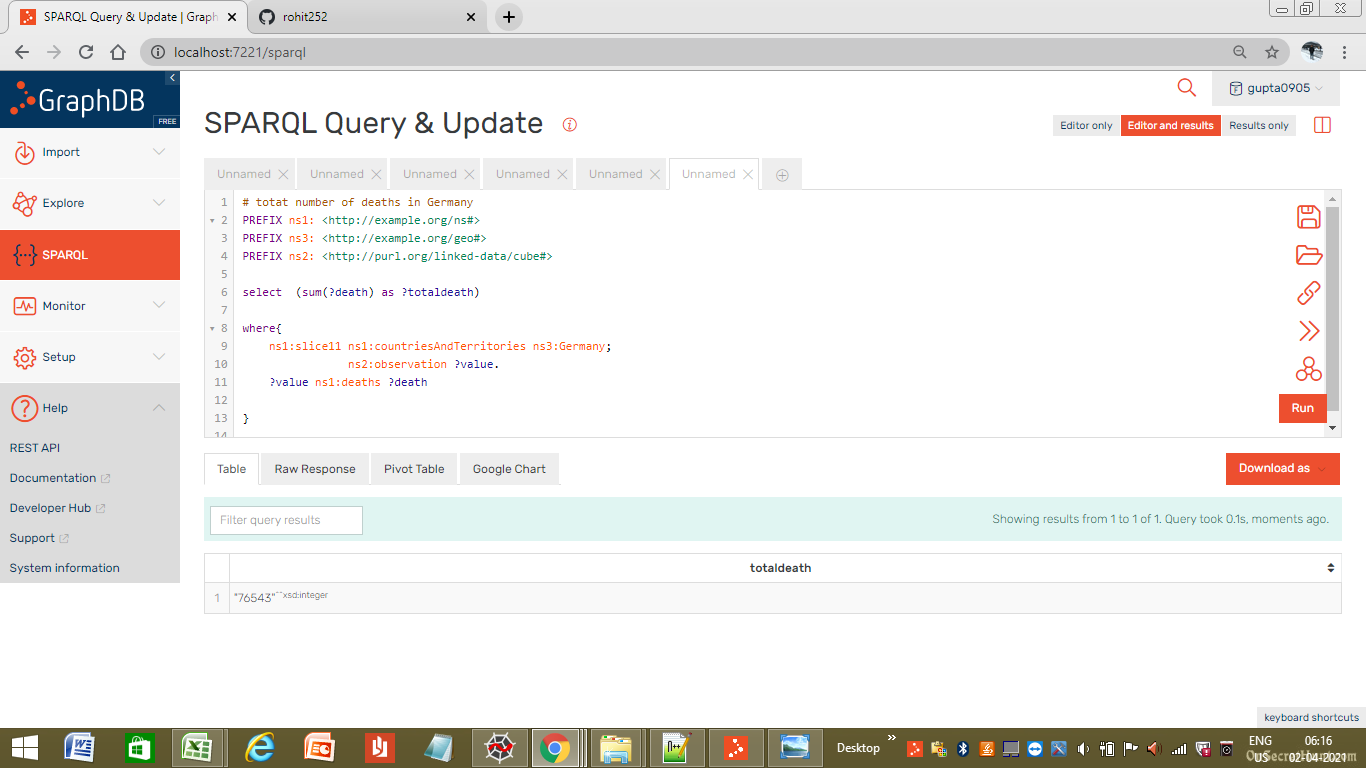 SPARQL Query & Update | Graph
rohit252
localhost:7221/sparql
GraphDB
FREE
Import
Explore
SPARQL
Monitor
Setup
Help
REST API
Documentation
Developer Hub
Support
System information
gupta0905
SPARQL Query & Update
Editor only
Editor and results
Results only
Unnamed
Unnamed
Unnamed
Unnamed
Unnamed
Unnamed
1 # totat number of deaths in Germany
2 PREFIX ns1: <http://example.org/ns#>
3 PREFIX ns3: <http://example.org/geo#>
4 PREFIX ns2: <http://purl.org/linked-data/cube#>
5
6 select (sum(?death) as ?totaldeath)
7
8 where{
9 ns1:slice11 ns1:countriesAndTerritories ns3:Germany;
10 ns2:observation ?value.
11 ?value ns1:deaths ?death
12
13 }
14
Run
Table
Raw Response
Pivot Table
Google Chart
Download as
Filter query results
Showing results from 1 to 1 of 1. Query took 0.1s, moments ago.
totaldeath
1 "76543"^^xsd:integer
keyboard shortcuts
Desktop
ENG
US
06:16
02-04-2021